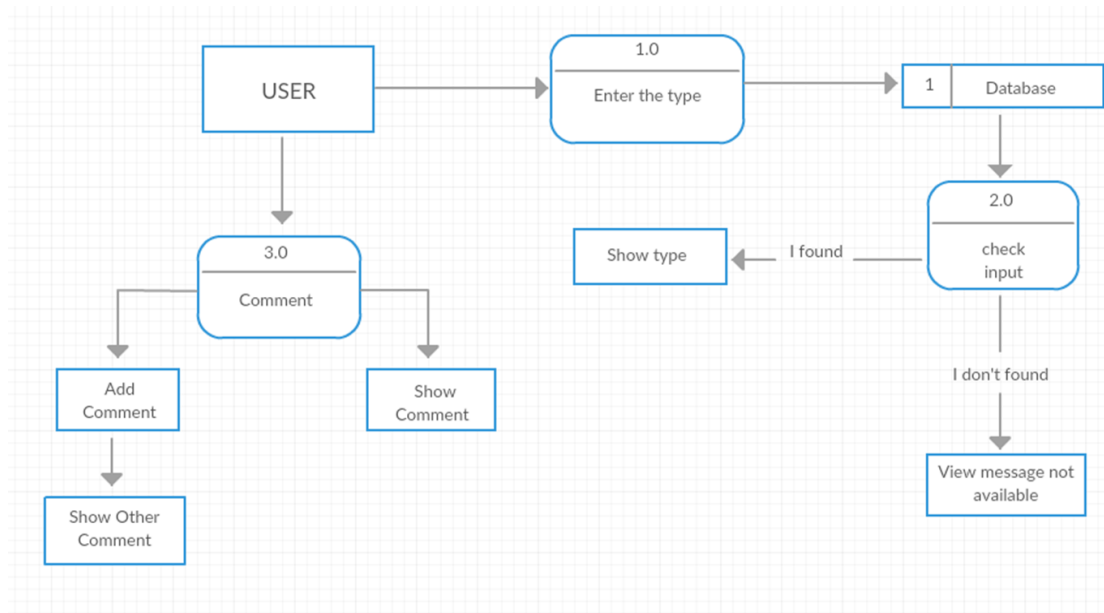 USER
1.0
Enter the type
1
Database
2.0
check
input
I found
Show type
3.0
Comment
I don't found
Add
Comment
Show
Comment
View message not
available
Show Other
Comment